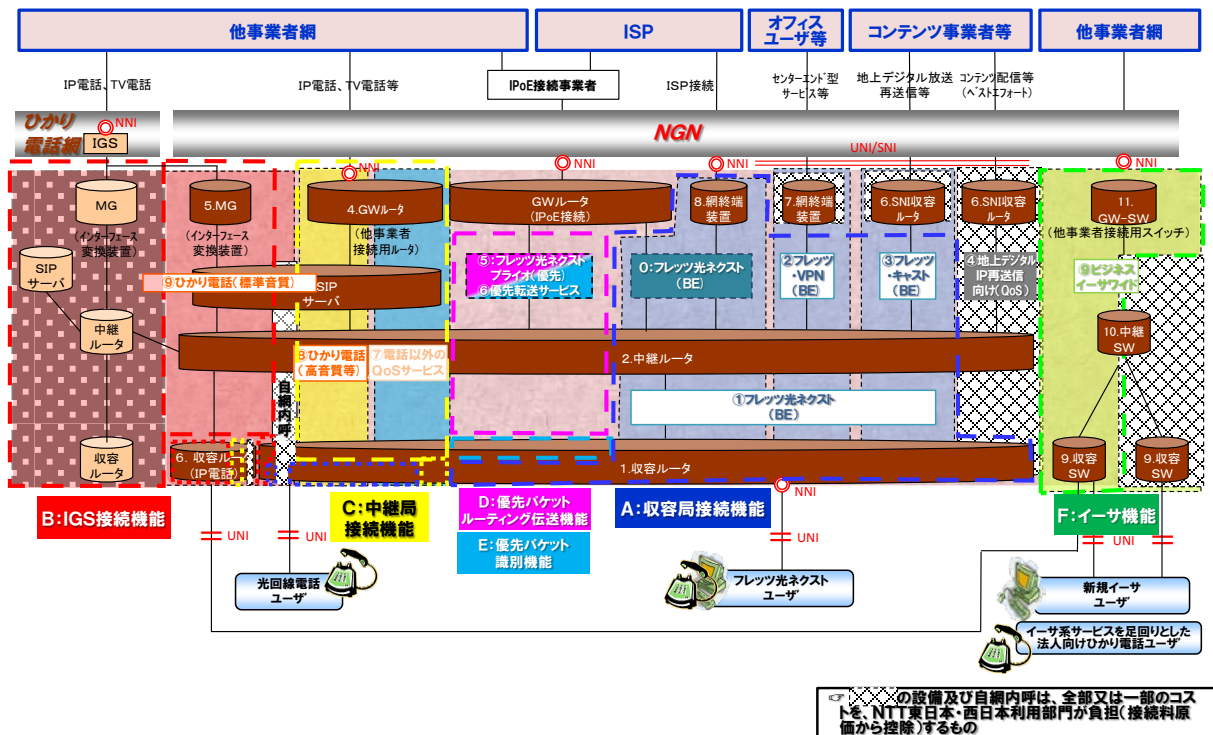 他事業者網
ISP
オフィス
ユーザ等
コンテンツ事業者等
他事業者網
IP電話、TV電話
IP電話、TV電話等
IPoE接続事業者
ISP接続
センターエンド型
サービス等
地上デジタル放送
再送信等
コンテンツ配信等
(ベストエフォート)
ひかり
電話網
NNI
IGS
NGN
UNI/SNI
NNI
NNI
NNI
NNI
MG
(インターフェース
変換装置)
5.MG
(インターフェース
変換装置)
4.GWルータ
(他事業者
接続用ルータ)
GWルータ
(IPoE接続)
8.網終端
装置
7.網終端
装置
6.SNI収容
ルータ
6.SNI収容
ルータ
11.
GW-SW
(他事業者接続用スイッチ)
SIP
サーバ
⑨ひかり電話(標準音質)
SIP
サーバ
⑤:フレッツ光ネクスト
プライオ(優先)
⑥優先転送サービス
0:フレッツ光ネクスト
(BE)
②フレッツ
・VPN
(BE)
③フレッツ
・キャスト
(BE)
④地上デジタル
IP再送信
向け(QoS)
⑨ビジネス
イーサワイド
中継
ルータ
10.中継
SW
2.中継ルータ
⑧ひかり電話
(高音質等)
⑦電話以外の
QoSサービス
自網内呼
①フレッツネクスト
(BE)
収容
ルータ
6.収容ルータ
(IP電話)
1.収容ルータ
9.収容
SW
9.収容
SW
NNI
B:IGS接続機能
C:中継局
接続機能
D:優先パケット
ルーティング伝送機能
E:優先パケット
識別機能
A:収容局接続機能
F:イーサ機能
UNI
UNI
UNI
UNI
光回線電話
ユーザ
フレッツ光ネクスト
ユーザ
新規イーサ
ユーザ
イーサ系サービスを足回りとした
法人向けひかり電話ユーザ
☞の設備及び自網内呼は、全部又は一部のコス
トを、NTT東日本・西日本利用部門が負担(接続料原
価から控除)するもの